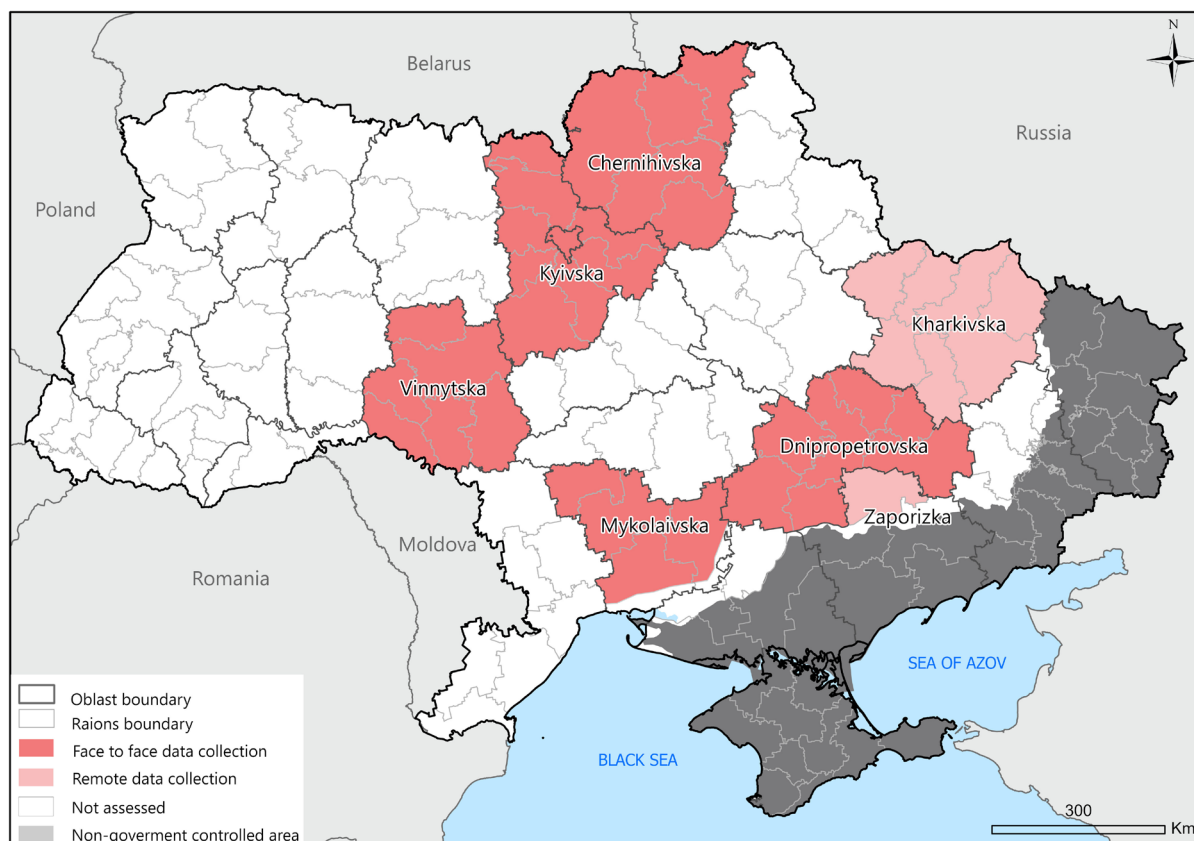 N
Belarus
Russia
Chernihivska
Poland
Kyivska
Kharkivska
Vinnytska
Dnipropetrovska
Mykolaivska
Zaporizka
Moldova
Romania
SEA OF AZOV
BLACK SEA
Oblast boundary
Raions boundary
Face to face data collection
Remote data collection
Not assessed
Non-goverment controlled area
300
Km